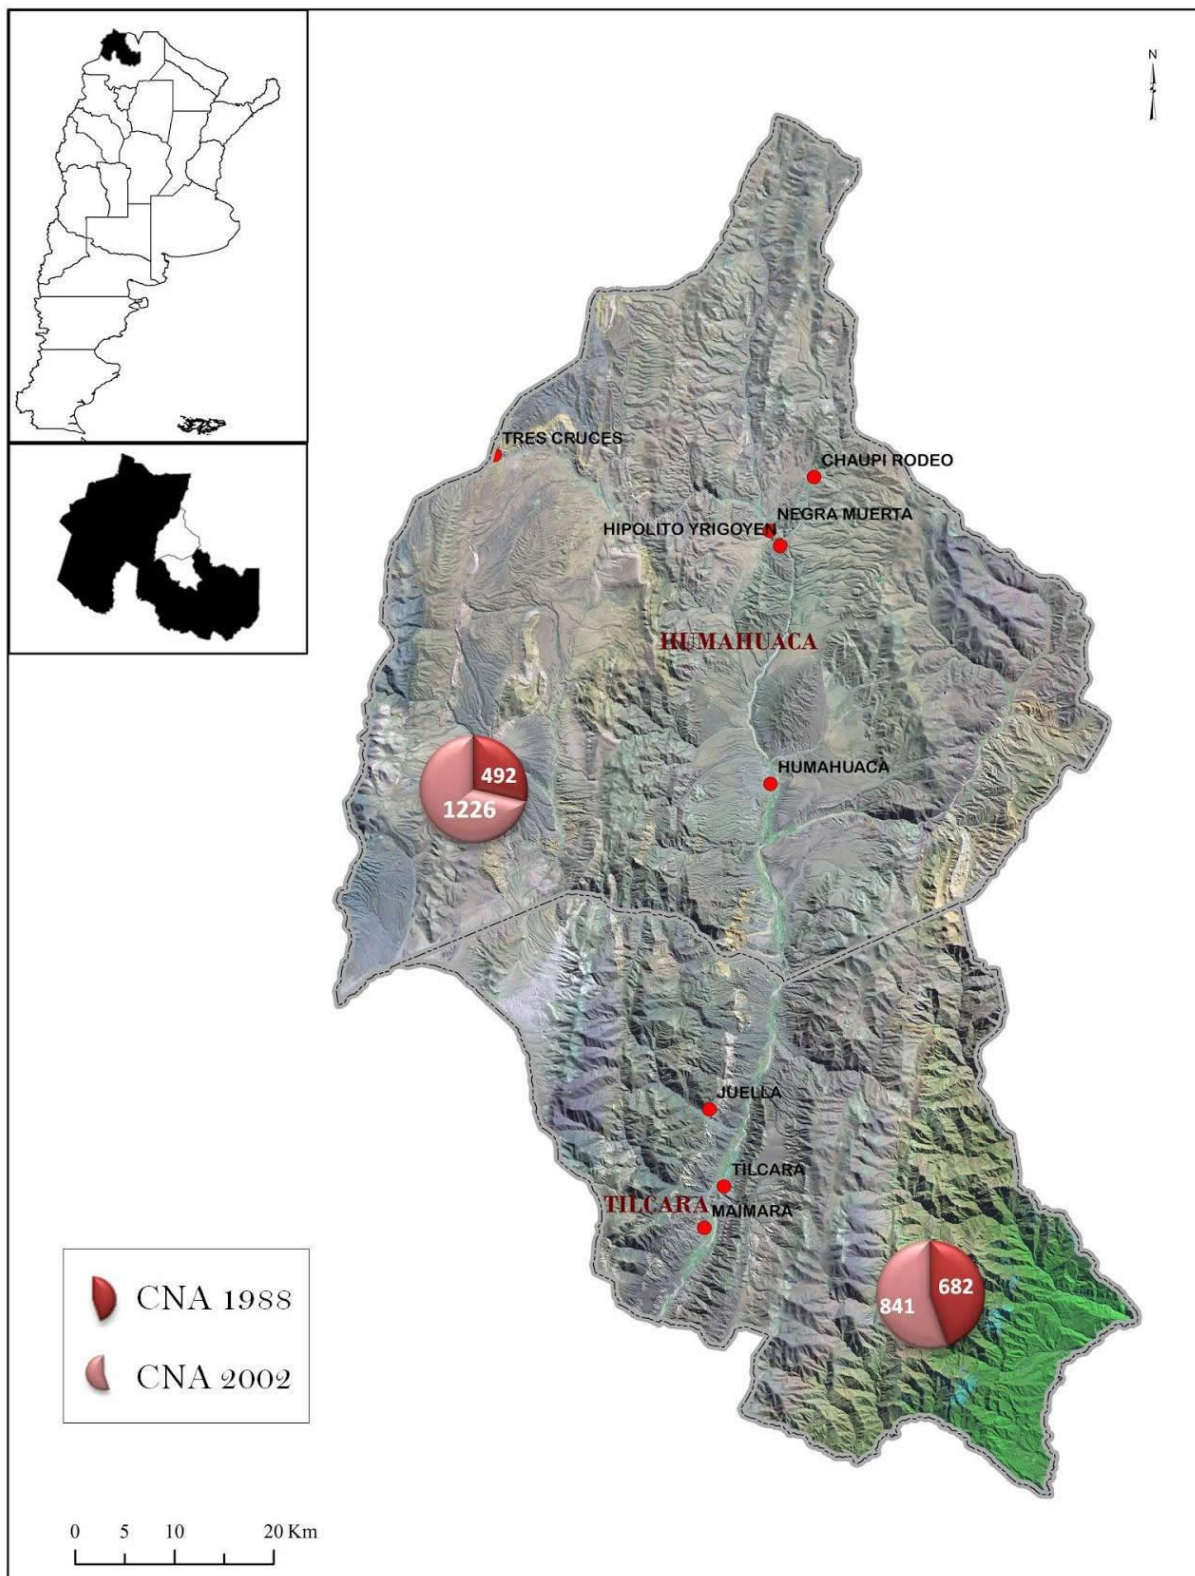 N
TRES CRUCES
CHAUPI RODEO
NEGRA MUERTA
HIPOLITO YRIGOYEN
HUMAHUACA
492
1226
HUMAHUACA
JUELLA
TILCARA
TILCARA
MAIMARA
682
841
CNA 1988
CNA 2002
0 5 10 20 Km